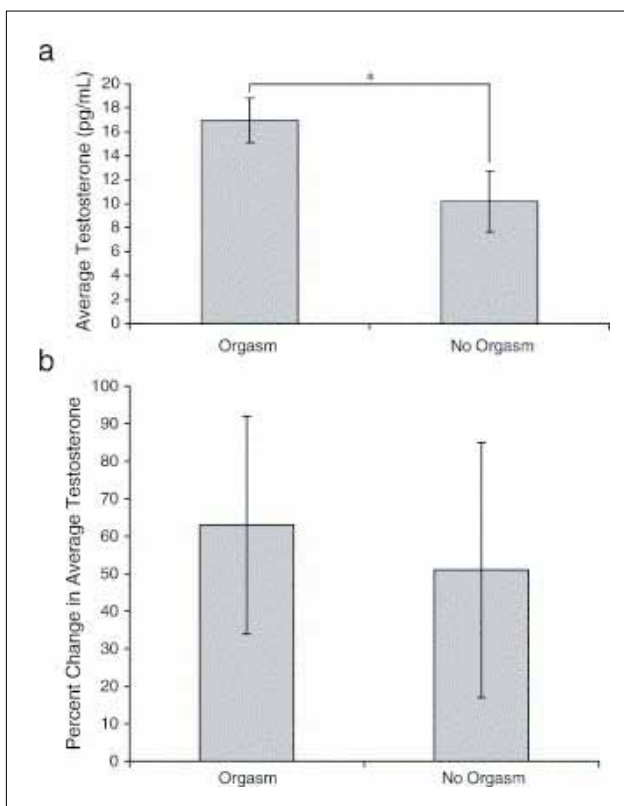 a
Average Testosterone (pg/mL)
20
18
16
14
12
10
8
6
4
2
0
*
Orgasm
No Orgasm
b
Percent Change in Average Testosterone
100
90
80
70
60
50
40
30
20
10
0
Orgasm
No Orgasm